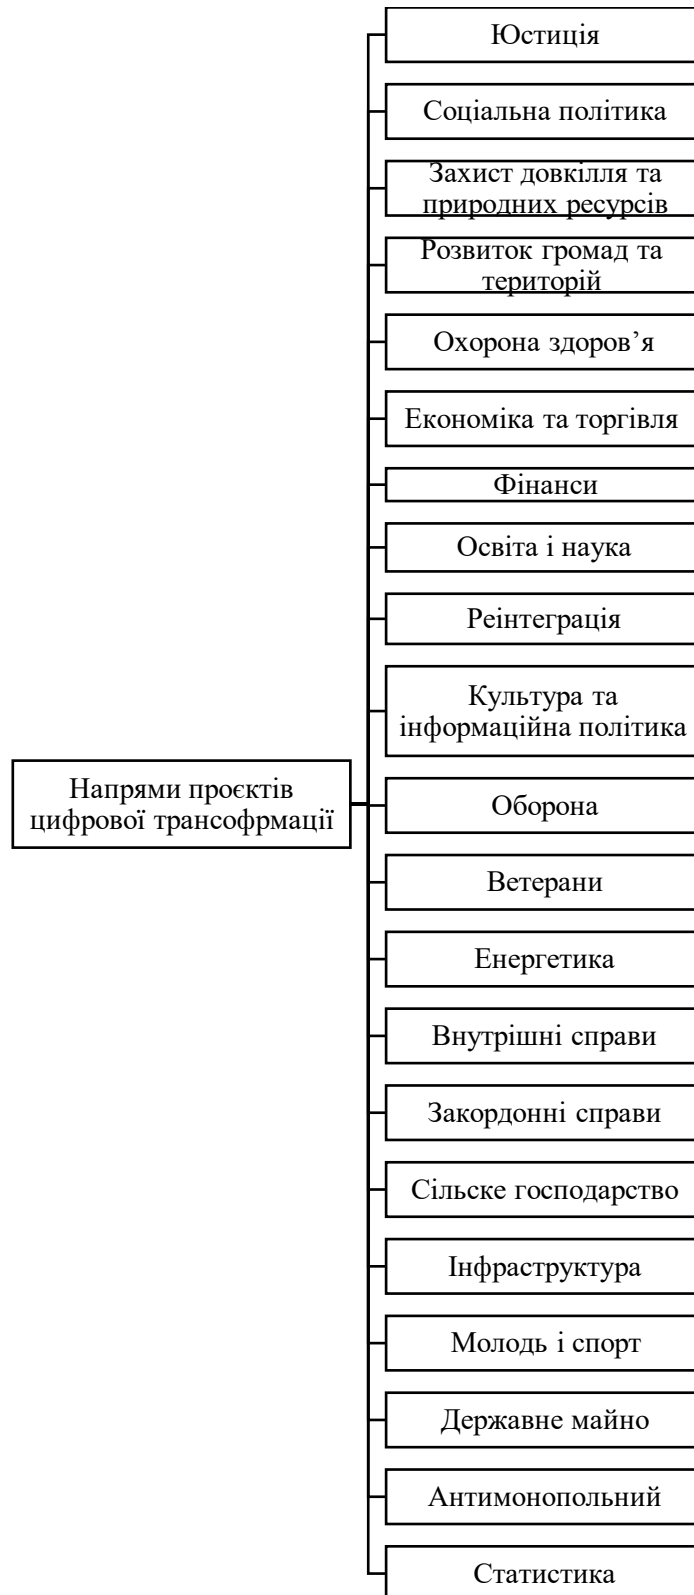 Юстиція
Соціальна політика
Захист довкілля та
природних ресурсів
Розвиток громад та
територій
Охорона здоров’я
Економіка та торгівля
Фінанси
Освіта і наука
Реінтеграція
Культура та
інформаційна політика
Напрями проєктів
цифрової трансофрмації
Оборона
Ветерани
Енергетика
Внутрішні справи
Закордонні справи
Сільске господарство
Інфраструктура
Молодь і спорт
Державне майно
Антимонопольний
Статистика